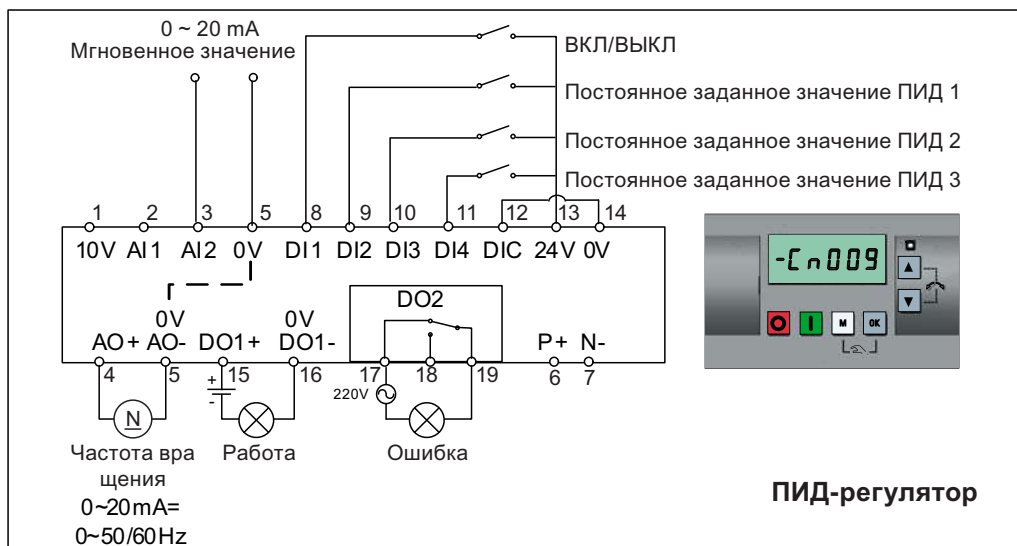 0 ~ 20 mA
Мгновенное значение
ВКЛ/ВЫКЛ
Постоянное заданное значение ПИД 1
Постоянное заданное значение ПИД 2
Постоянное заданное значение ПИД 3
1 2 3 5 8 9 10 11 12 13 14
10V AI1 AI2 0V DI1 DI2 DI3 DI4 DIC 24V 0V
-Cn009
M OK
DO2
0V 0V
AO+ AO- DO1+ DO1- P+ N-
4 5 15 16 17 18 19 6 7
+
-
220V
N
Частота вра
щения
Работа
Ошибка
0~20mA=
0~50/60Hz
ПИД-регулятор